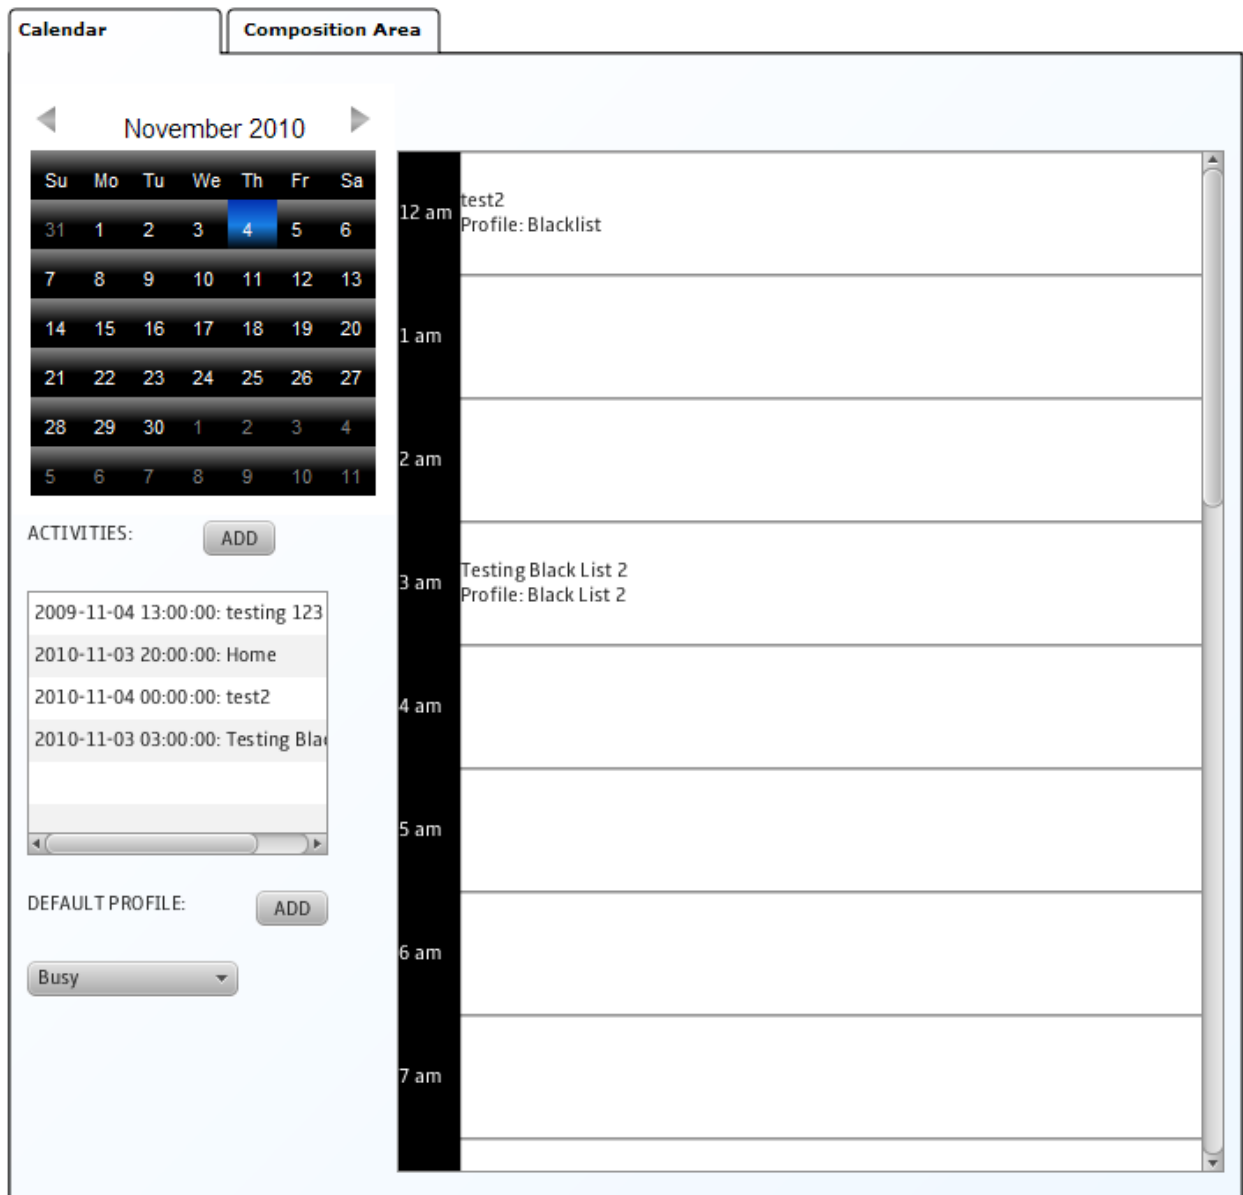 Calendar
Composition Area
November 2010
Su Mo Tu We Th Fr Sa
31 1 2 3 4 5 6
7 8 9 10 11 12 13
14 15 16 17 18 19 20
21 22 23 24 25 26 27
28 29 30 1 2 3 4
5 6 7 8 9 10 11
ACTIVITIES:
ADD
2009-11-04 13:00:00: testing 123
2010-11-03 20:00:00: Home
2010-11-04 00:00:00: test2
2010-11-03 03:00:00: Testing Bla
DEFAULT PROFILE:
ADD
Busy
12 am
test2
Profile: Blacklist
1 am
2 am
3 am
Testing Black List 2
Profile: Black List 2
4 am
5 am
6 am
7 am